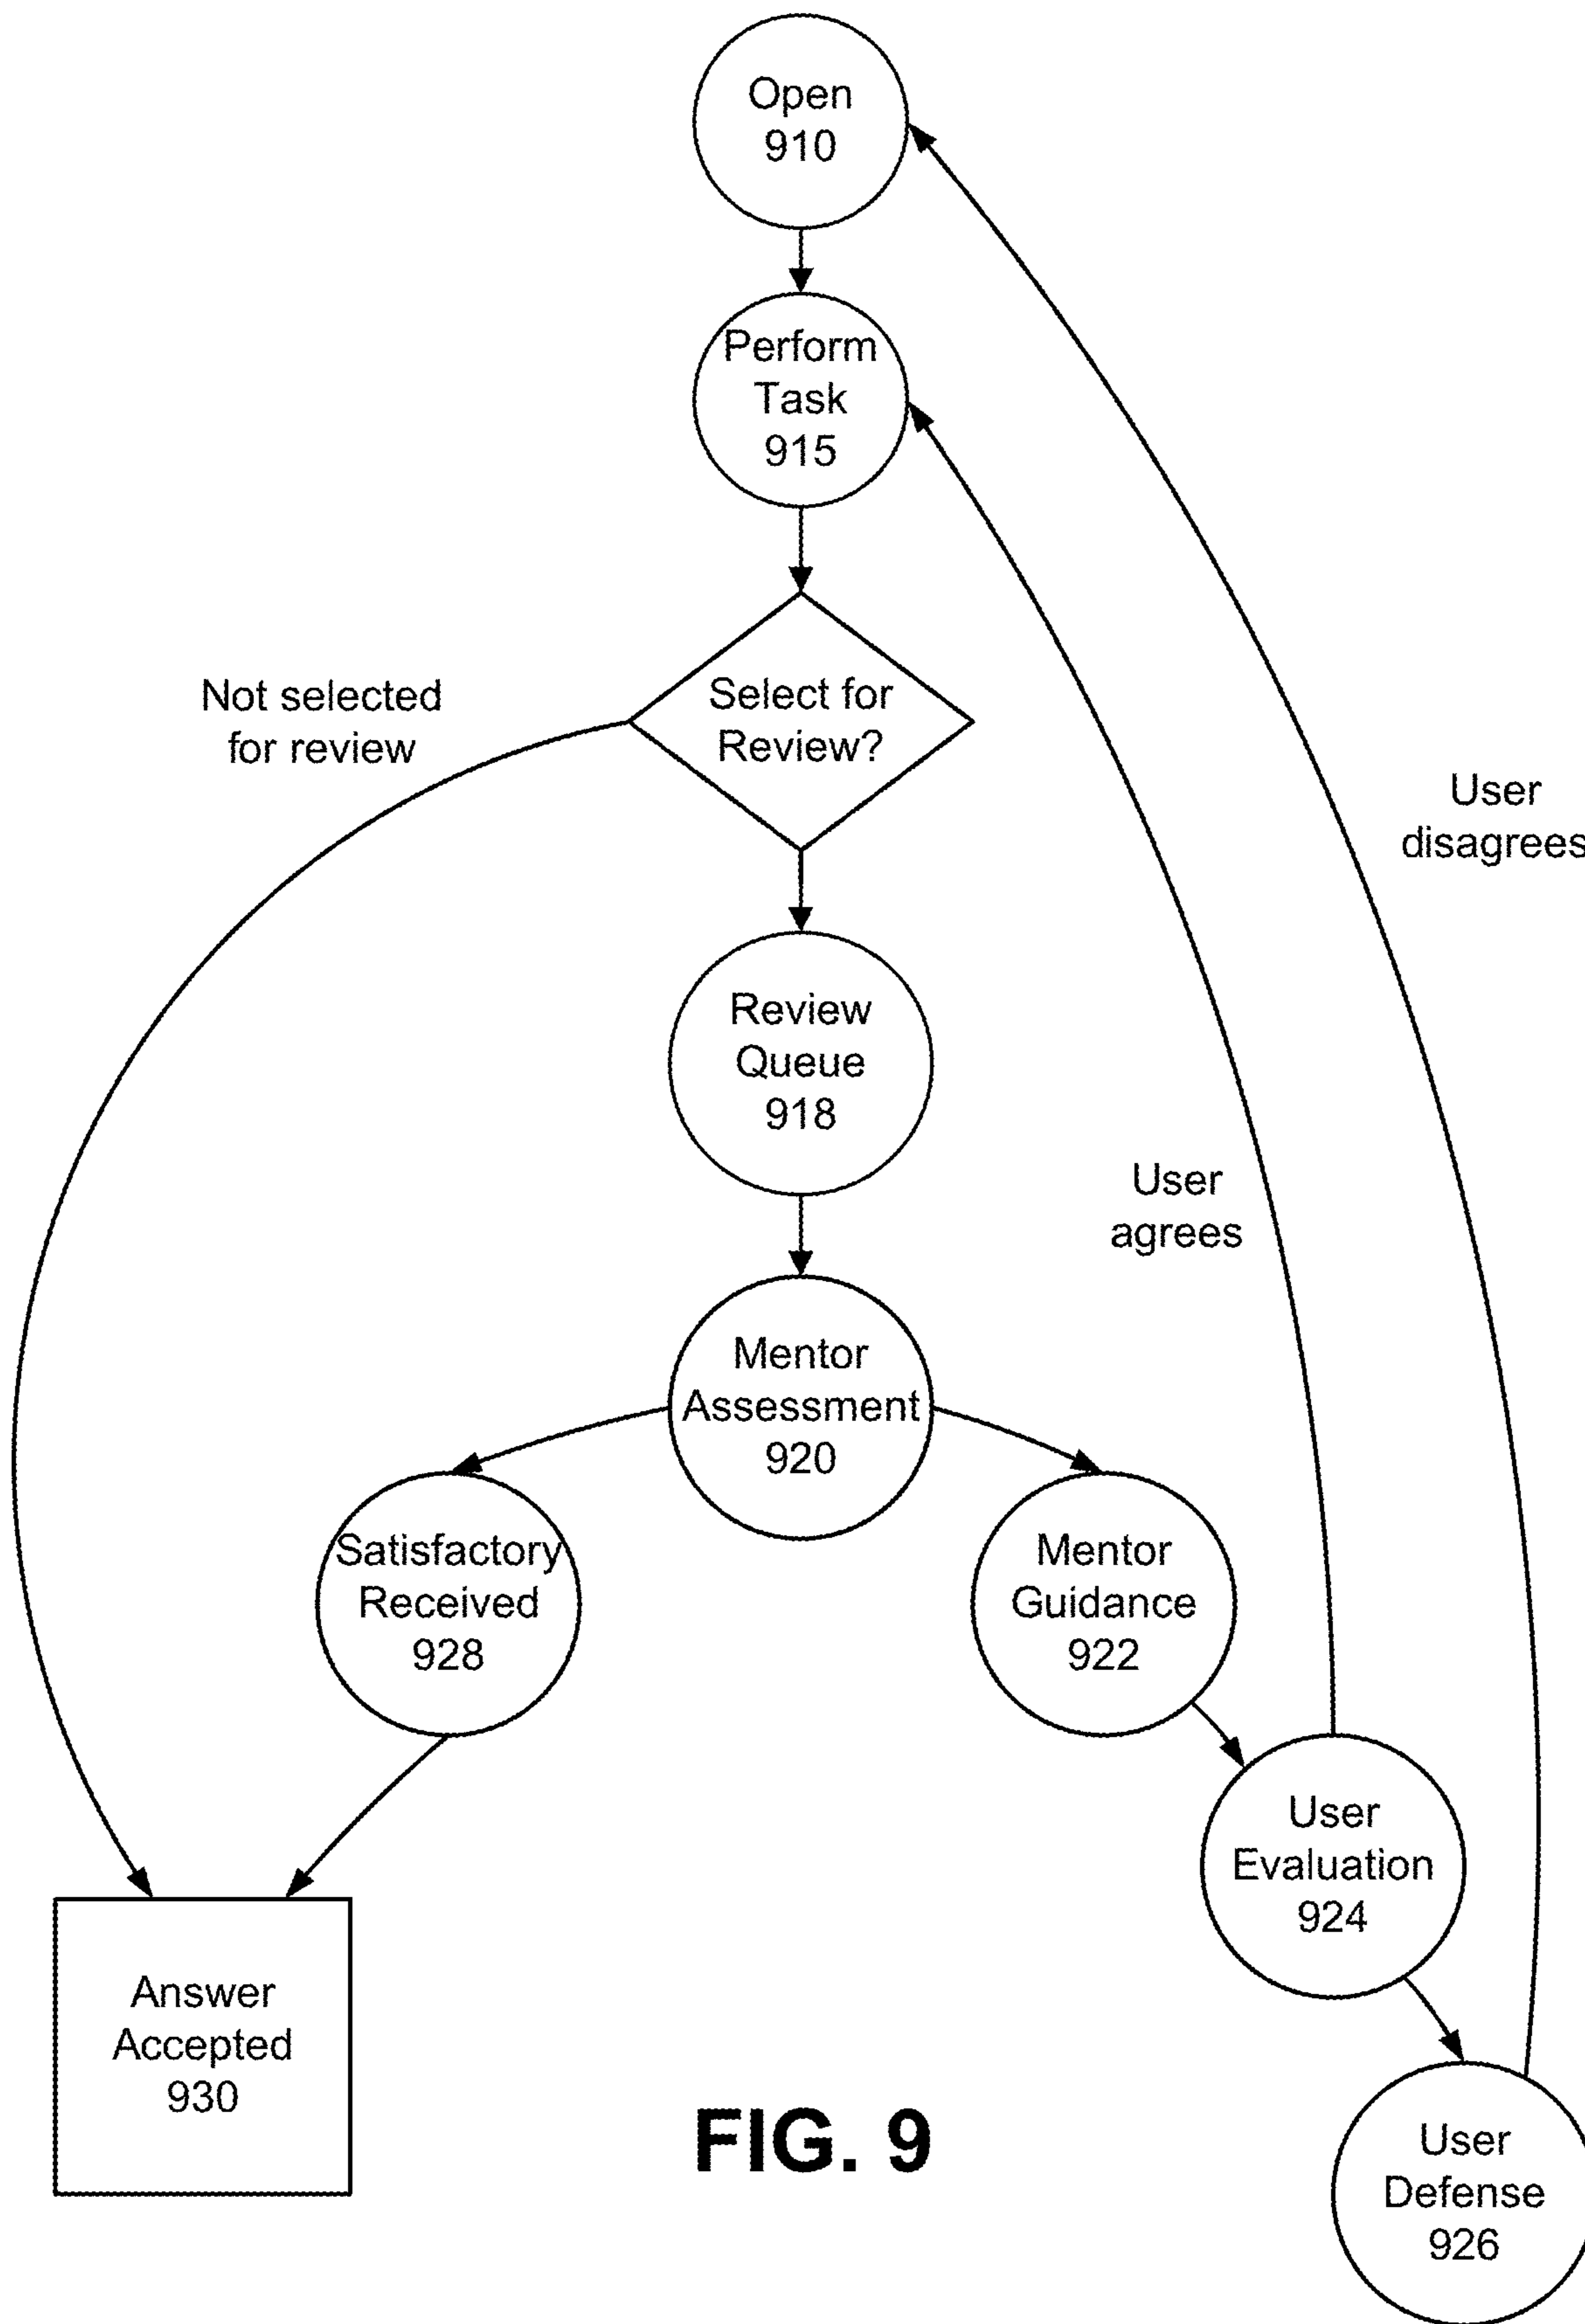 Open
910
Perform
Task
915
Select for
Review?
Not selected
for review
User
disagrees
Review
Queue
918
User
agrees
Mentor
Assessment
920
Satisfactory
Received
928
Mentor
Guidance
922
User
Evaluation
924
Answer
Accepted
930
User
Defense
926
FIG. 9